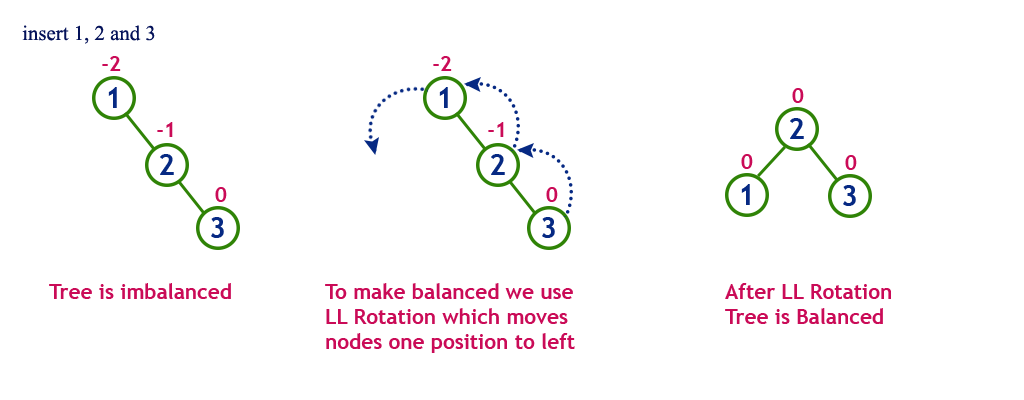 insert 1, 2 and 3
-2
1
-1
2
0
3
Tree is imbalanced
-2
1
-1
2
0
3
To make balanced we use
LL Rotation which moves
nodes one position to left
0
2
0
0
1
3
After LL Rotation
Tree is Balanced